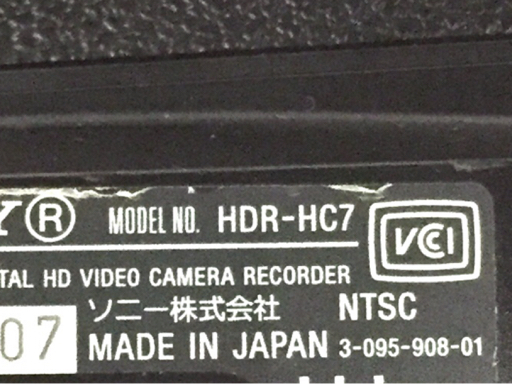 Y® MODEL NO. HDR-HC7 VCCI
TAL HD VIDEO CAMERA RECORDER
07 ソニー株式会社 NTSC
MADE IN JAPAN 3-095-908-01